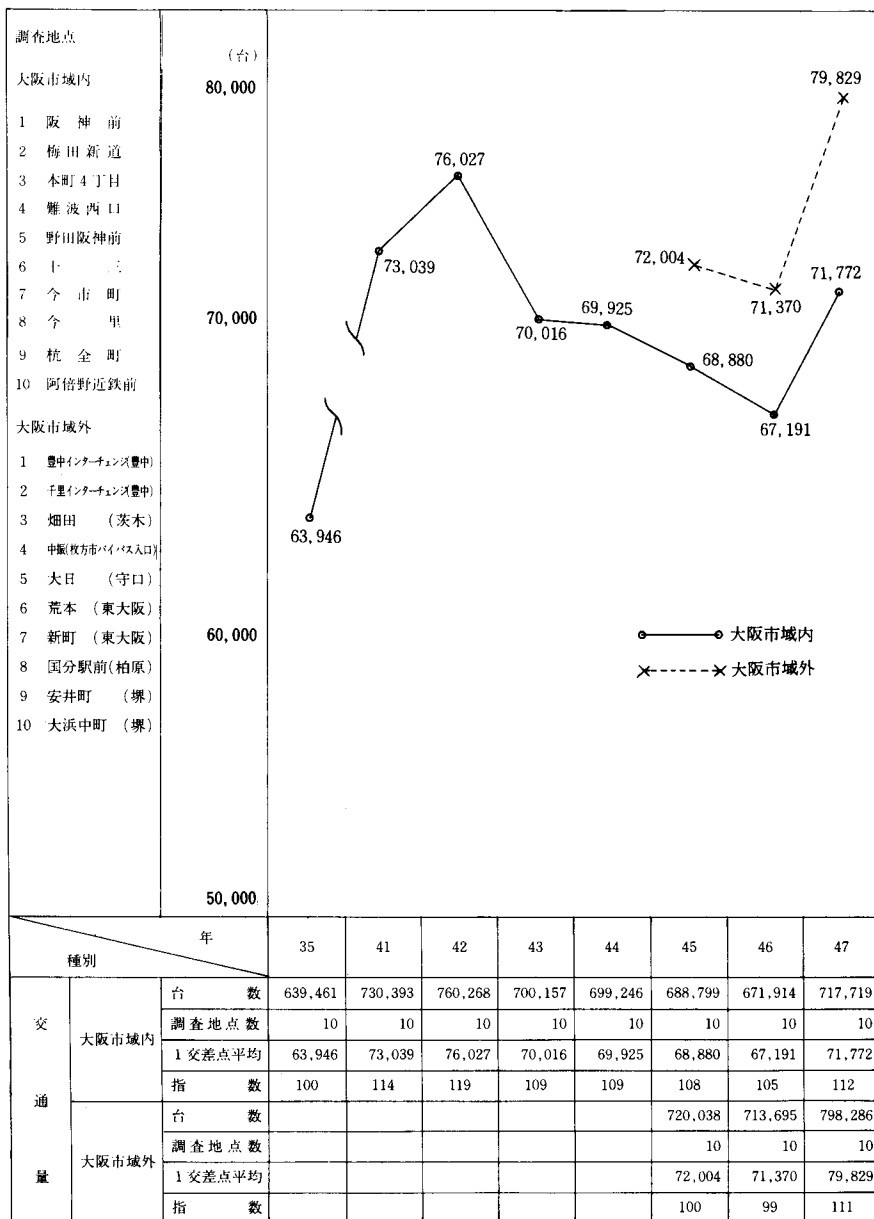 調査地点
大阪市域内
1 阪神前
2 梅田新道
3 本町4丁目
4 難波西口
5 野田阪神前
6 十三
7 今市町
8 今里
9 杭全町
10 阿倍野近鉄前
大阪市域外
1 豊中インターチェンジ(豊中)
2 千里インターチェンジ(豊中)
3 畑田 (茨木)
4 中振(枚方市バイパス入口)
5 大日 (守口)
6 荒本 (東大阪)
7 新町 (東大阪)
8 国分駅前(柏原)
9 安井町 (堺)
10 大浜中町 (堺)
(台)
80,000
70,000
60,000
50,000
63,946
73,039
76,027
70,016
69,925
68,880
67,191
71,772
72,004
71,370
79,829
大阪市域内
大阪市域外
種別 年 35 41 42 43 44 45 46 47
交通量
大阪市域内
台数 639,461 730,393 760,268 700,157 699,246 688,799 671,914 717,719
調査地点数 10 10 10 10 10 10 10 10
1交差点平均 63,946 73,039 76,027 70,016 69,925 68,880 67,191 71,772
指数 100 114 119 109 109 108 105 112
大阪市域外
台数 720,038 713,695 798,286
調査地点数 10 10 10
1交差点平均 72,004 71,370 79,829
指数 100 99 111